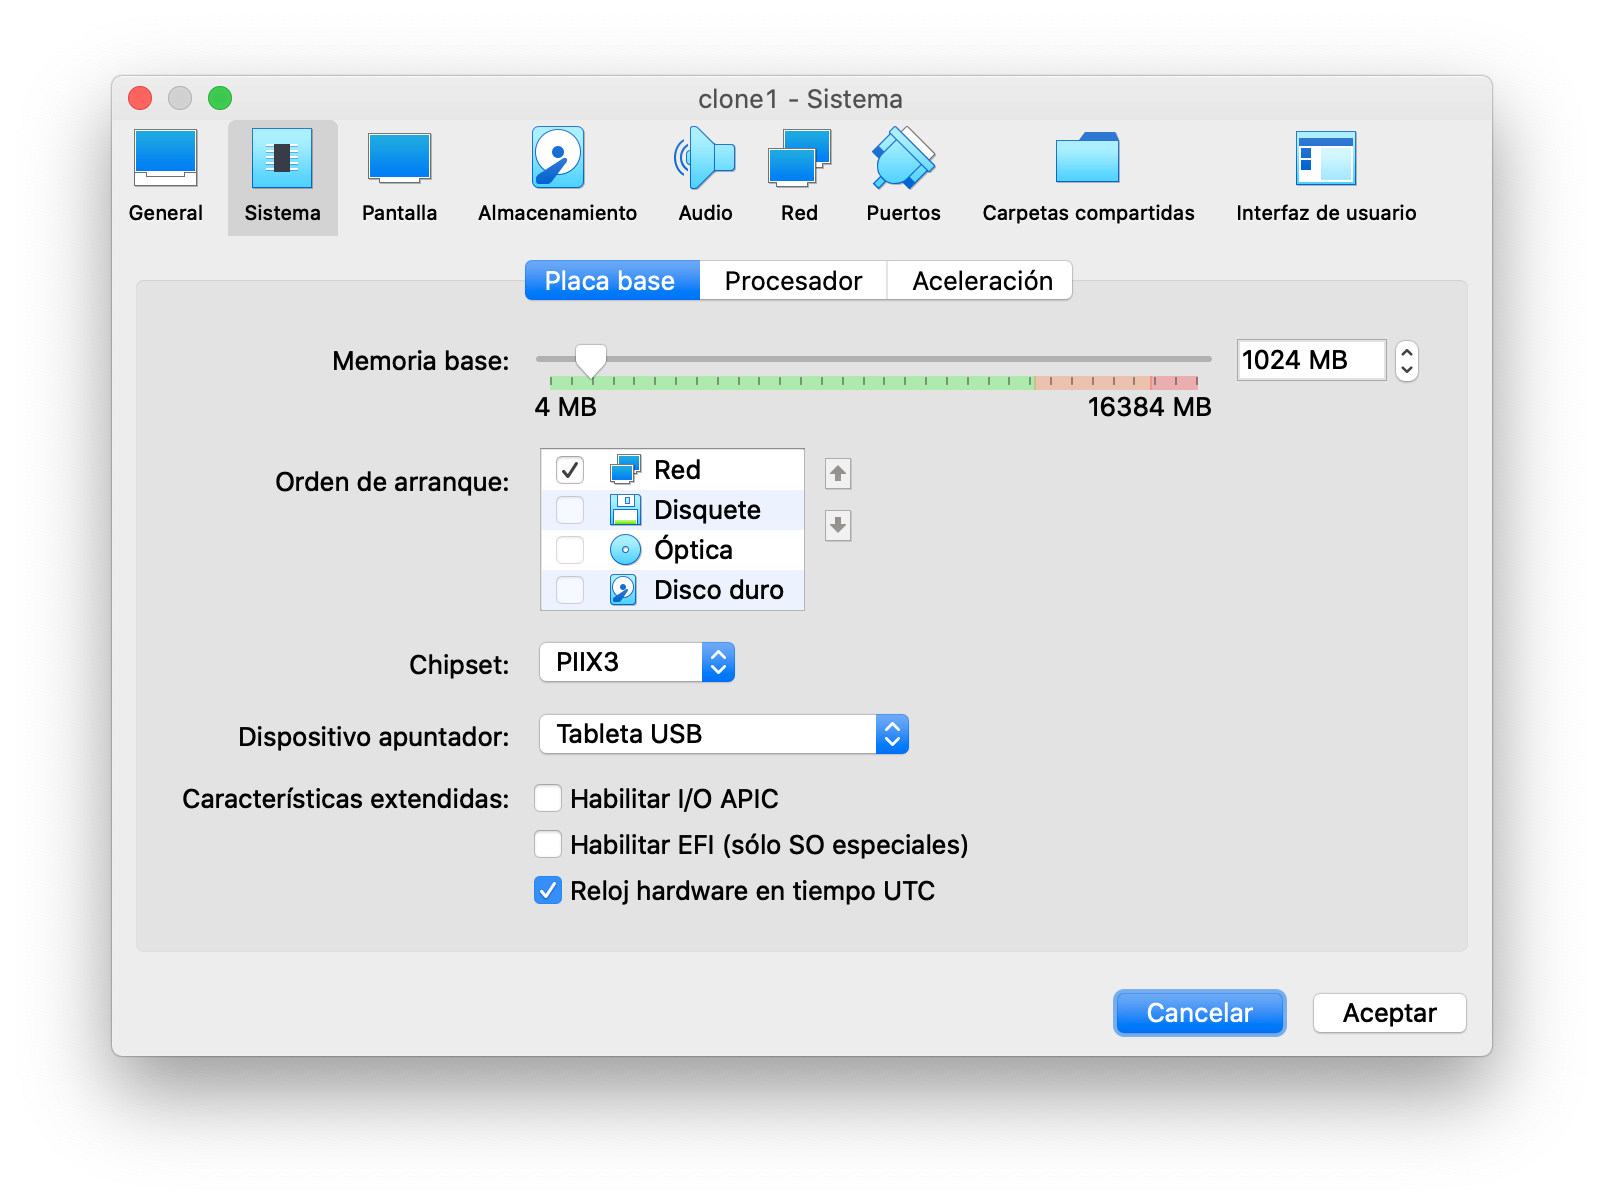 clone1 - Sistema
General Sistema Pantalla Almacenamiento Audio Red Puertos Carpetas compartidas Interfaz de usuario
Placa base Procesador Aceleración
Memoria base: 1024 MB
4 MB 16384 MB
Orden de arranque: Red
Disquete
Óptica
Disco duro
Chipset: PIIX3
Dispositivo apuntador: Tableta USB
Características extendidas: Habilitar I/O APIC
Habilitar EFI (sólo SO especiales)
Reloj hardware en tiempo UTC
Cancelar Aceptar